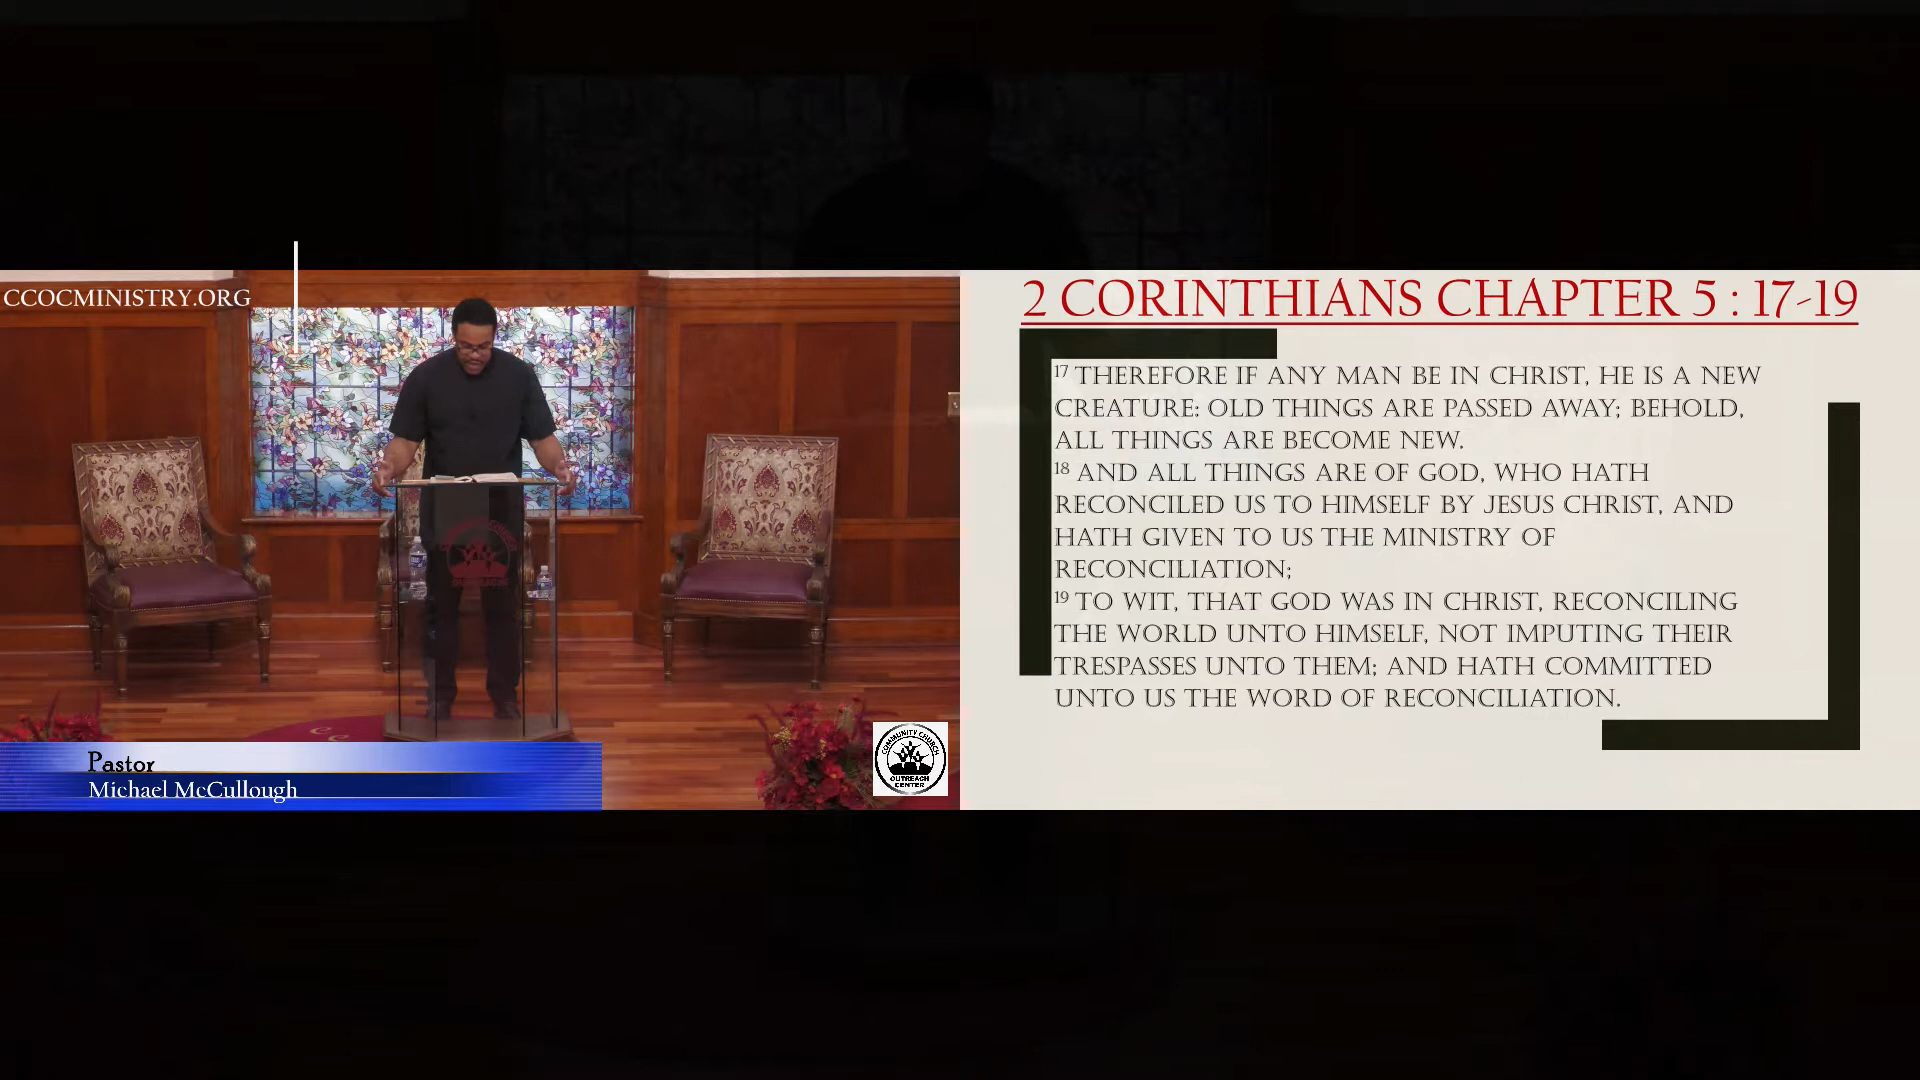 CCOCMINISTRY.ORG
2 CORINTHIANS CHAPTER 5 : 17-19
17 THEREFORE IF ANY MAN BE IN CHRIST, HE IS A NEW
CREATURE: OLD THINGS ARE PASSED AWAY; BEHOLD,
ALL THINGS ARE BECOME NEW.
18 AND ALL THINGS ARE OF GOD, WHO HATH
RECONCILED US TO HIMSELF BY JESUS CHRIST, AND
HATH GIVEN TO US THE MINISTRY OF
RECONCILIATION;
19 TO WIT, THAT GOD WAS IN CHRIST, RECONCILING
THE WORLD UNTO HIMSELF, NOT IMPUTING THEIR
TRESPASSES UNTO THEM; AND HATH COMMITTED
UNTO US THE WORD OF RECONCILIATION.
Pastor
Michael McCullough
COMMUNITY CHURCH
OUTREACH
CENTER